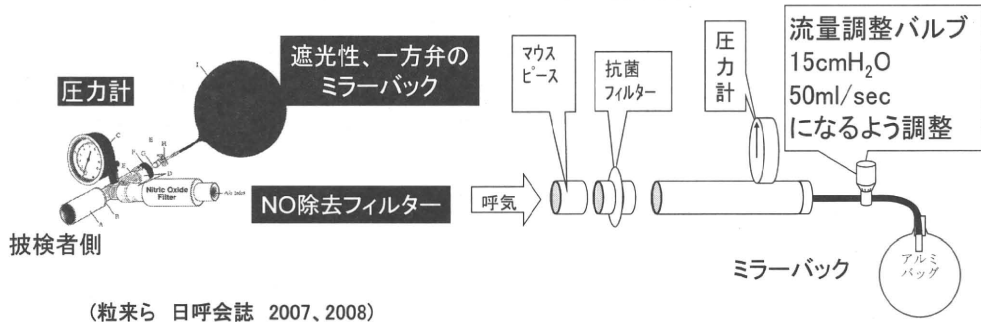 遮光性、一方弁の
ミラーバック
圧力計
Nitric Oxide
Filter
NO除去フィルター
披検者側
呼気
マウス
ピース
抗菌
フィルター
圧力計
流量調整バルブ
15cmH₂O
50ml/sec
になるよう調整
ミラーバック
アルミ
バッグ
(粒来ら 日呼会誌 2007、2008)